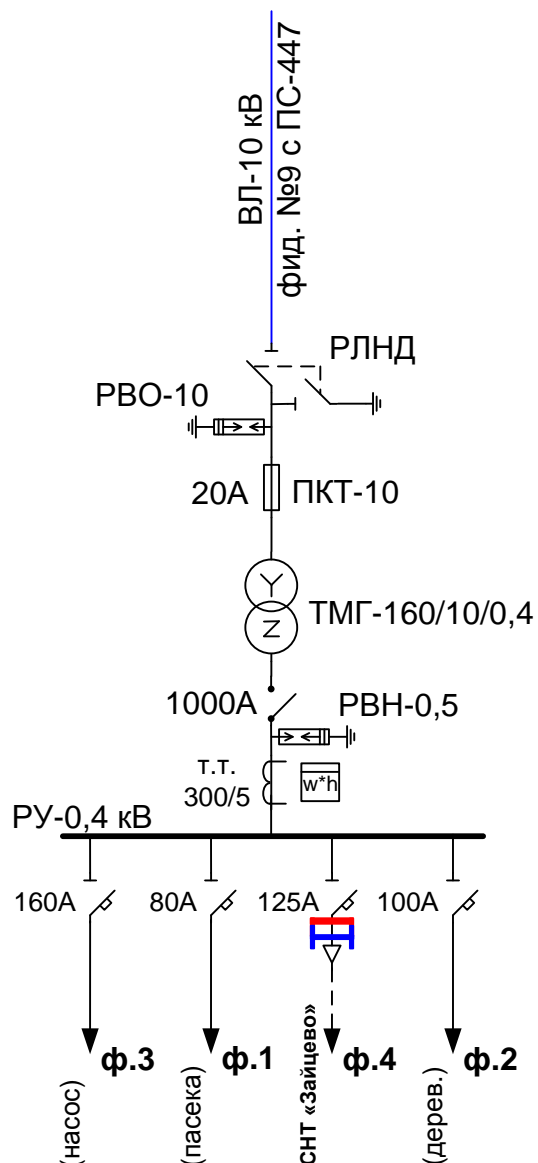 ВЛ-10 кВ
фид. №9 с ПС-447
РЛНД
РВО-10
20А
ПКТ-10
Y
Z
ТМГ-160/10/0,4
1000А
РВН-0,5
т.т.
300/5
w*h
РУ-0,4 кВ
160А
80А
125А
100А
ф.3
ф.1
ф.4
ф.2
(насос)
(пасека)
СНТ «Зайцево»
(дерев.)